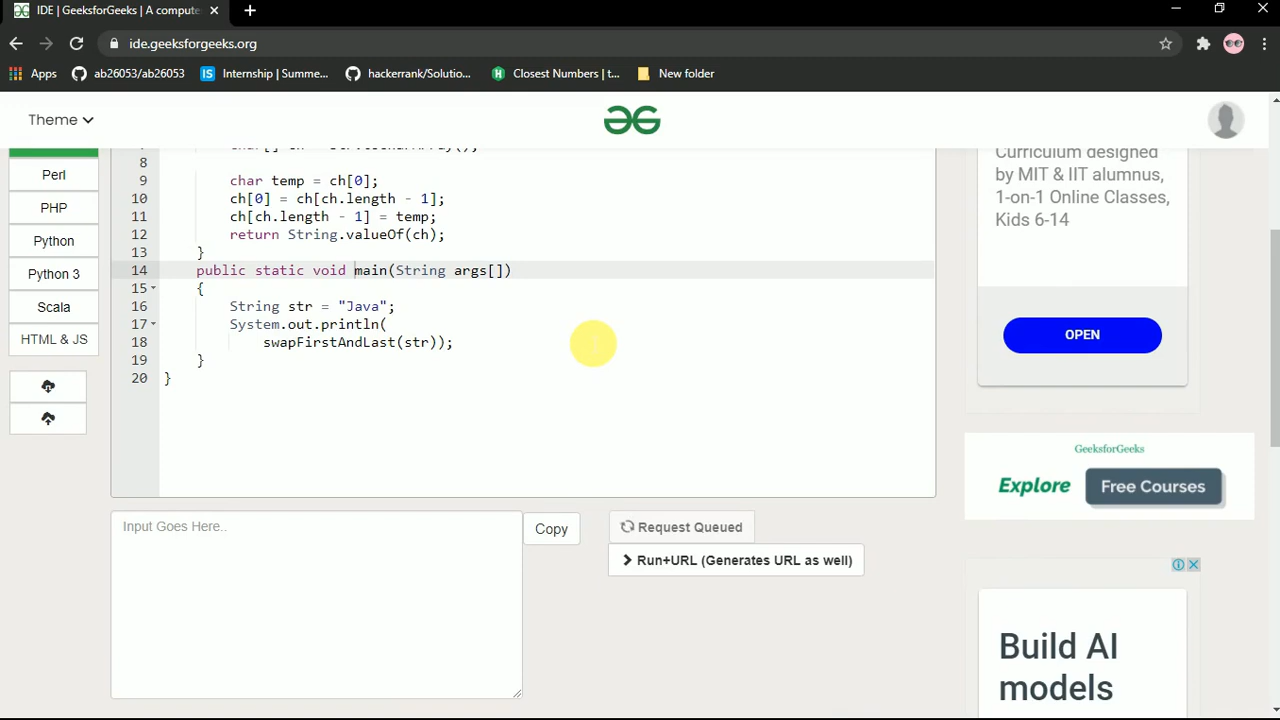 IDE | GeeksforGeeks | A compute
ide.geeksforgeeks.org
Apps
ab26053/ab26053
Internship | Summe...
hackerrank/Solutio...
Closest Numbers | t...
New folder
Theme
Perl
PHP
Python
Python 3
Scala
HTML & JS
8
9 char temp = ch[0];
10 ch[0] = ch[ch.length - 1];
11 ch[ch.length - 1] = temp;
12 return String.valueOf(ch);
13 }
14 public static void main(String args[])
15 {
16 String str = "Java";
17 System.out.println(
18 swapFirstAndLast(str));
19 }
20 }
Curriculum designed
by MIT & IIT alumnus,
1-on-1 Online Classes,
Kids 6-14
OPEN
GeeksforGeeks
Explore Free Courses
Input Goes Here..
Copy
Request Queued
Run+URL (Generates URL as well)
Build AI
models